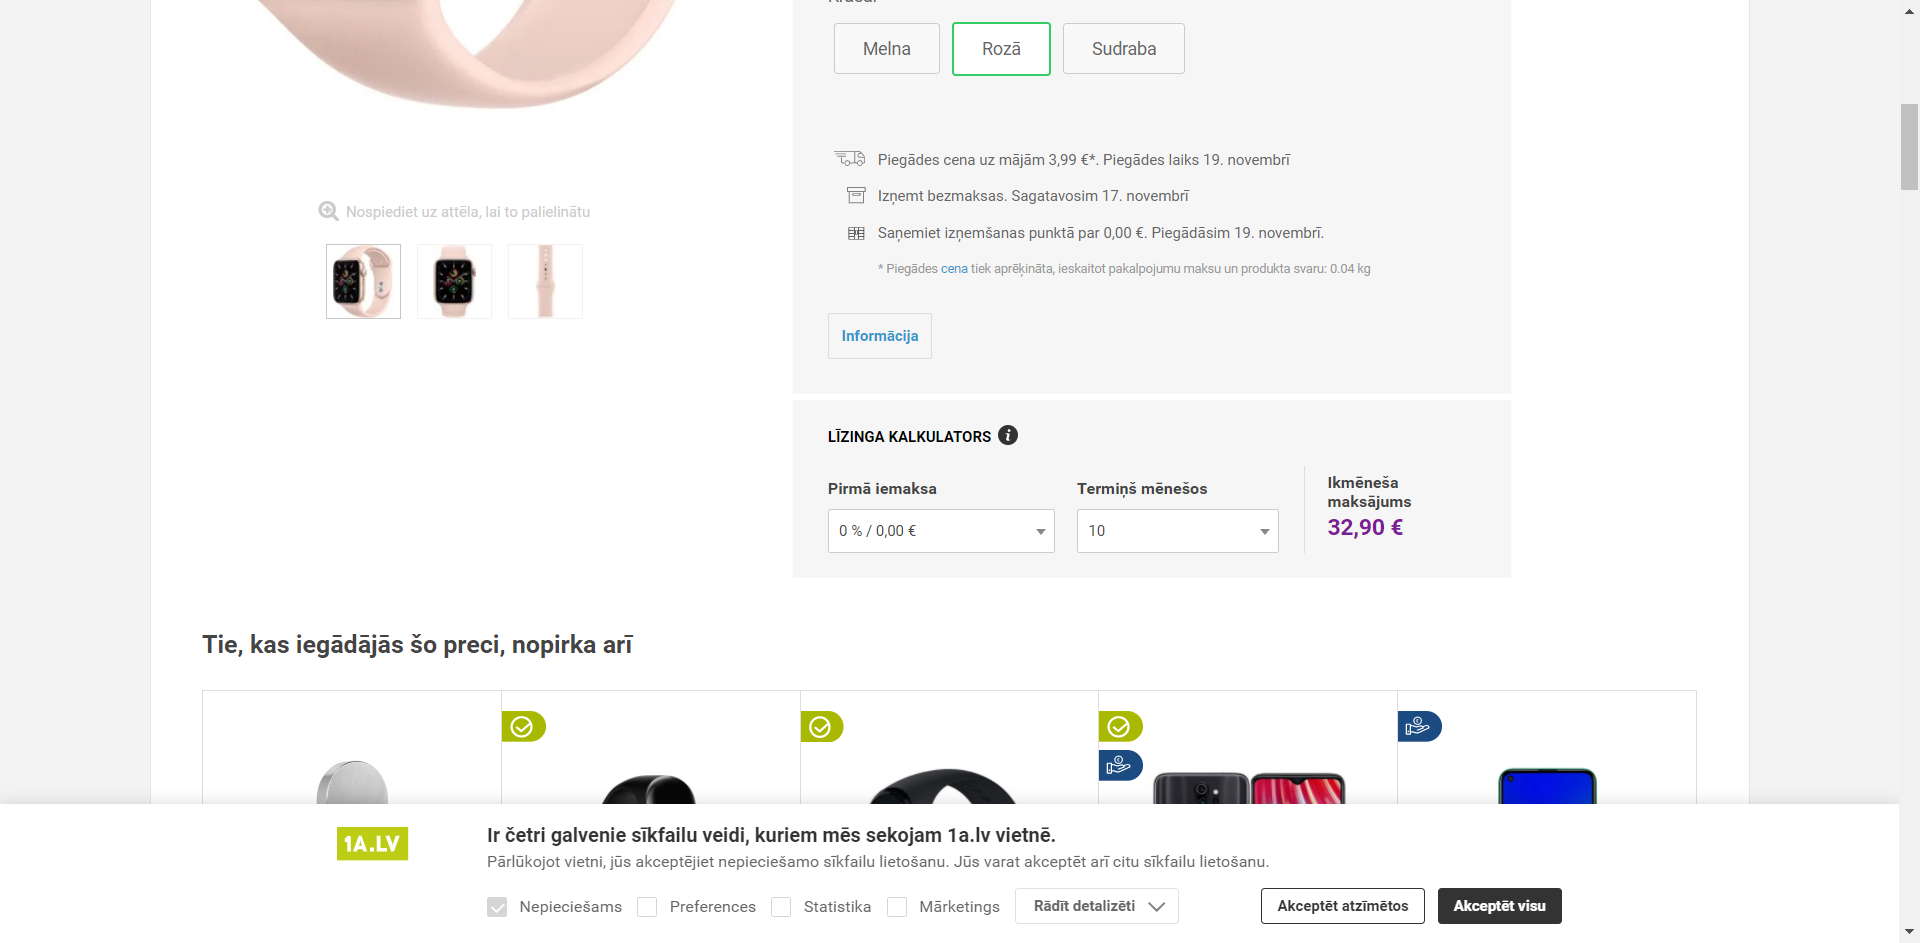 Melna
Rozā
Sudraba
Piegādes cena uz mājām 3,99 €*. Piegādes laiks 19. novembrī
Izņemt bezmaksas. Sagatavosim 17. novembrī
Saņemiet izņemšanas punktā par 0,00 €. Piegādāsim 19. novembrī.
* Piegādes cena tiek aprēķināta, ieskaitot pakalpojumu maksu un produkta svaru: 0.04 kg
Nospiediet uz attēla, lai to palielinātu
Informācija
LĪZINGA KALKULATORS
Pirmā iemaksa
0 % / 0,00 €
Termiņš mēnešos
10
Ikmēneša
maksājums
32,90 €
Tie, kas iegādājās šo preci, nopirka arī
1A.LV
Ir četri galvenie sīkfailu veidi, kuriem mēs sekojam 1a.lv vietnē.
Pārlūkojot vietni, jūs akceptējiet nepieciešamo sīkfailu lietošanu. Jūs varat akceptēt arī citu sīkfailu lietošanu.
Nepieciešams
Preferences
Statistika
Mārketings
Rādīt detalizēti
Akceptēt atzīmētos
Akceptēt visu